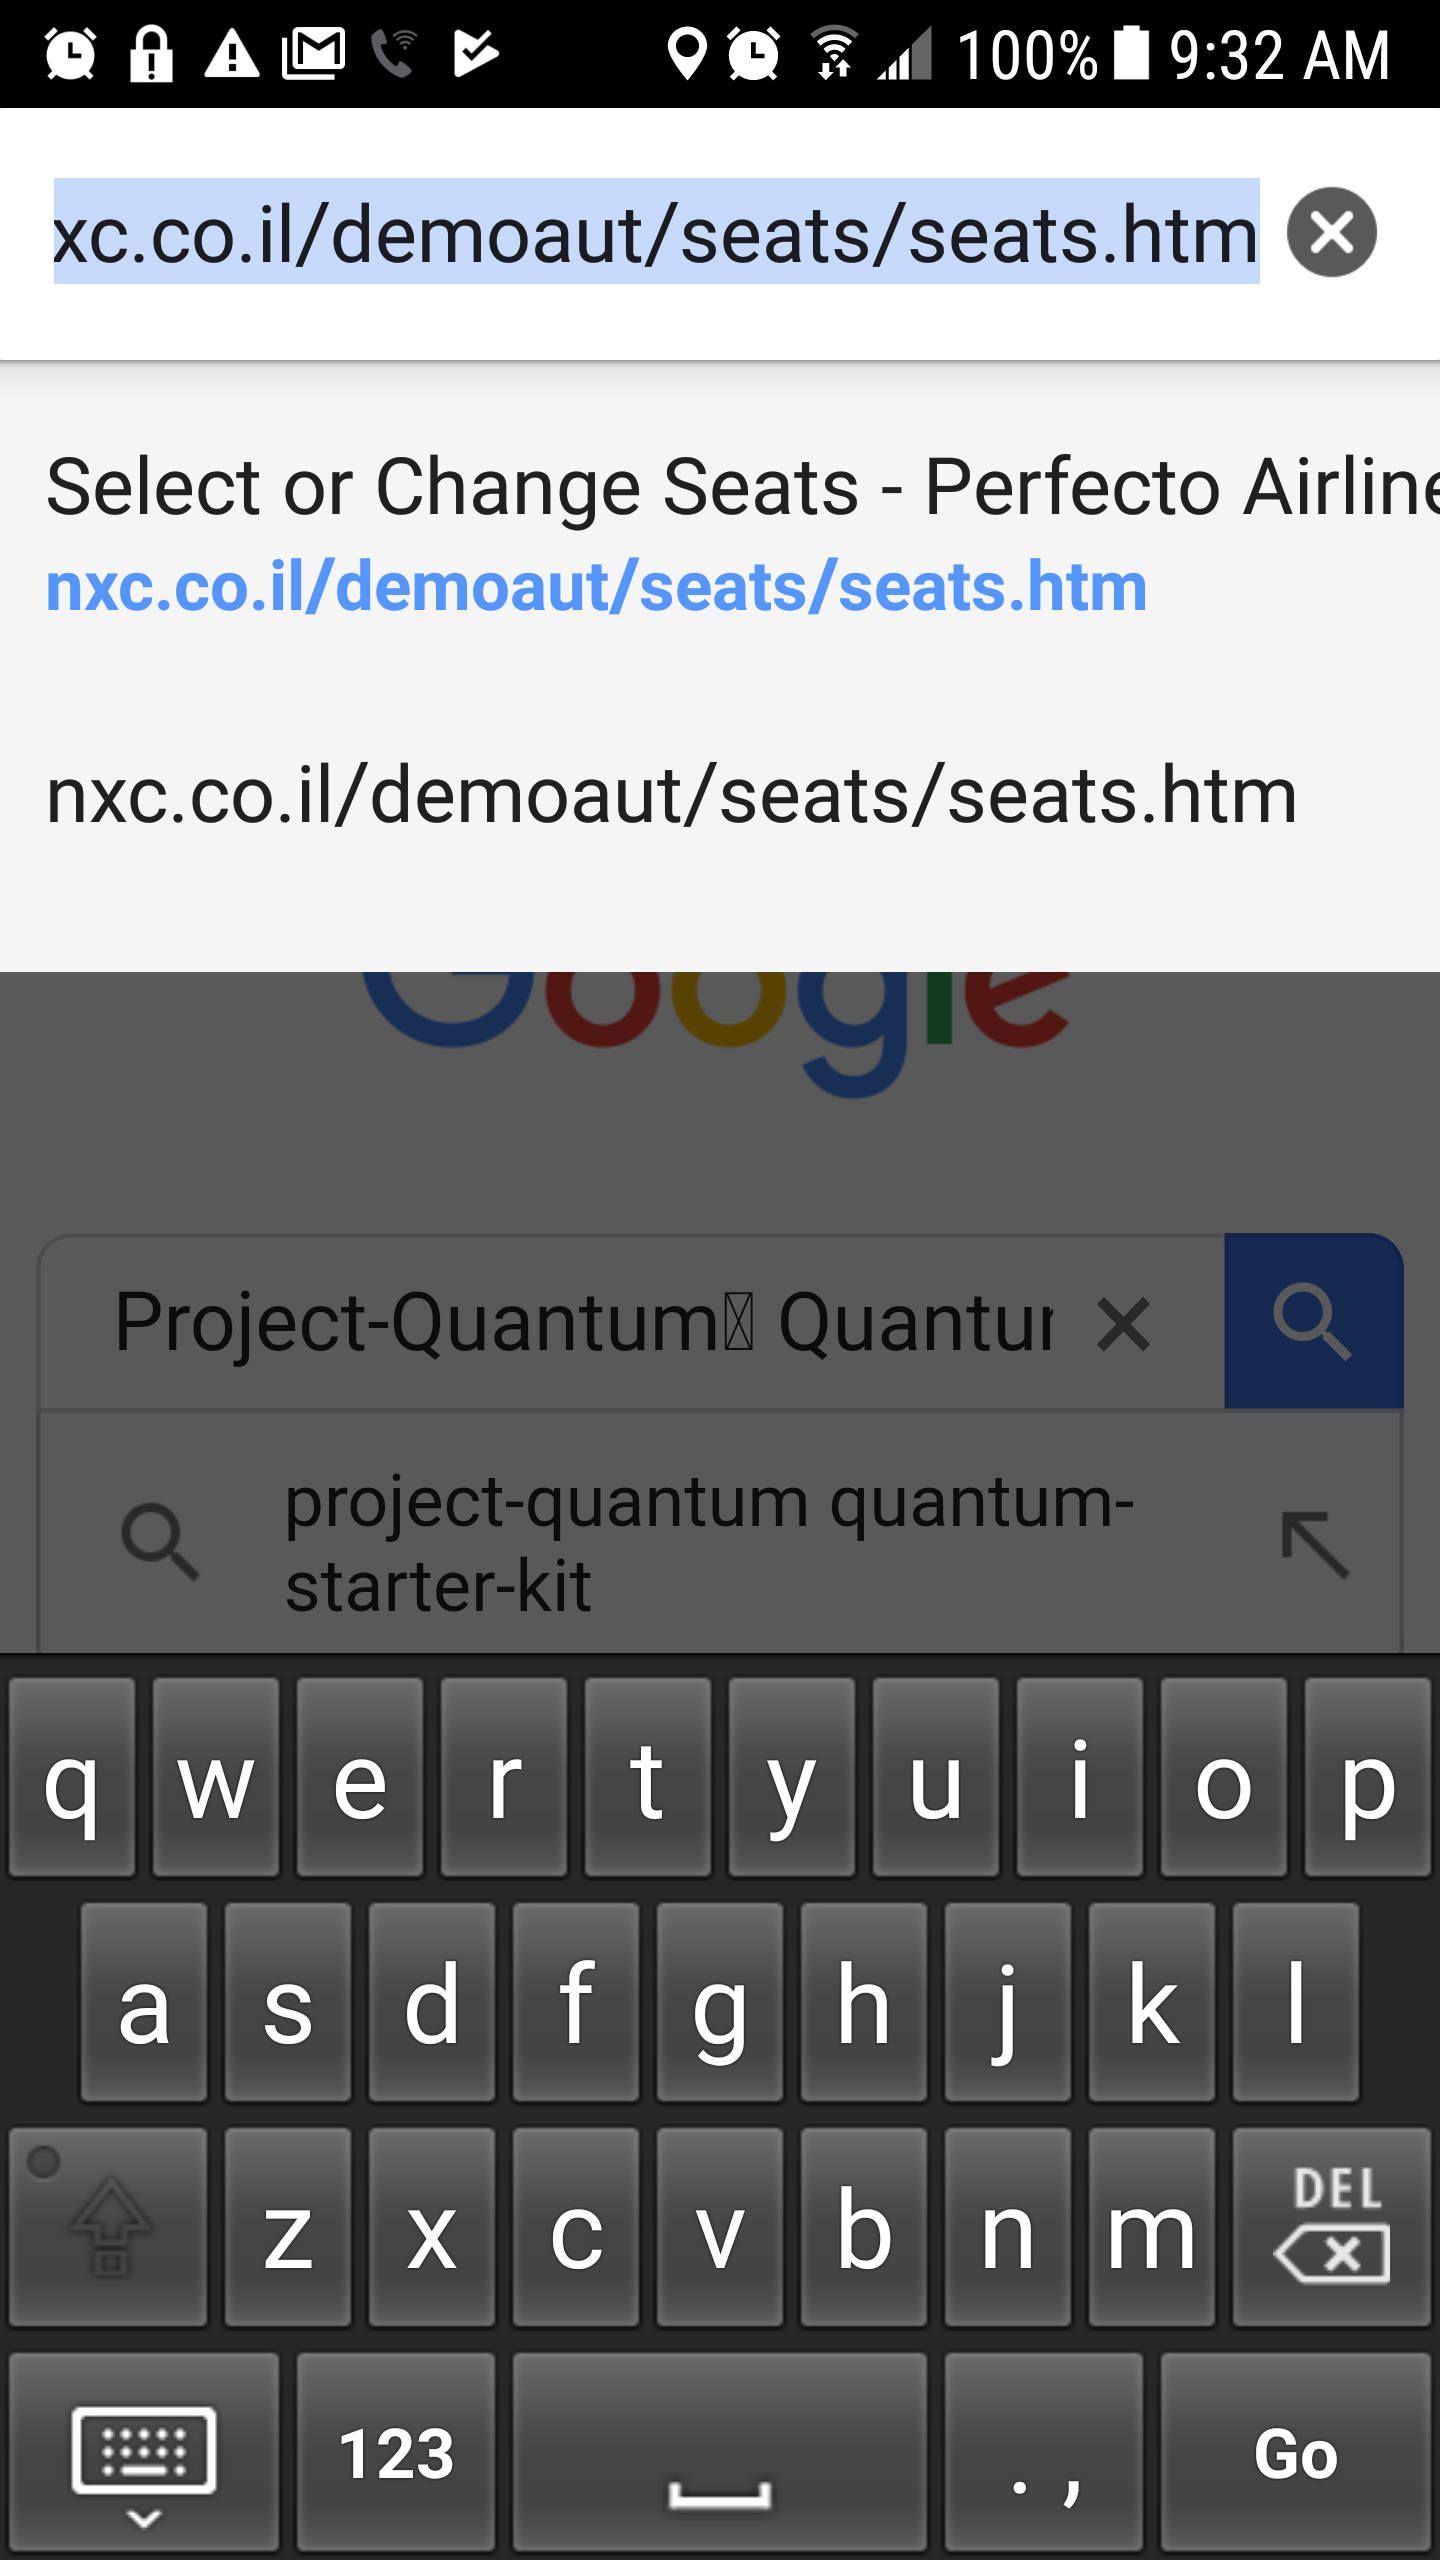 100% 9:32 AM
xc.co.il/demoaut/seats/seats.htm
Select or Change Seats - Perfecto Airline
nxc.co.il/demoaut/seats/seats.htm
nxc.co.il/demoaut/seats/seats.htm
Google
Project-Quantum Quantum
project-quantum quantum-
starter-kit
q w e r t y u i o p
a s d f g h j k l
z x c v b n m DEL
123 . , Go